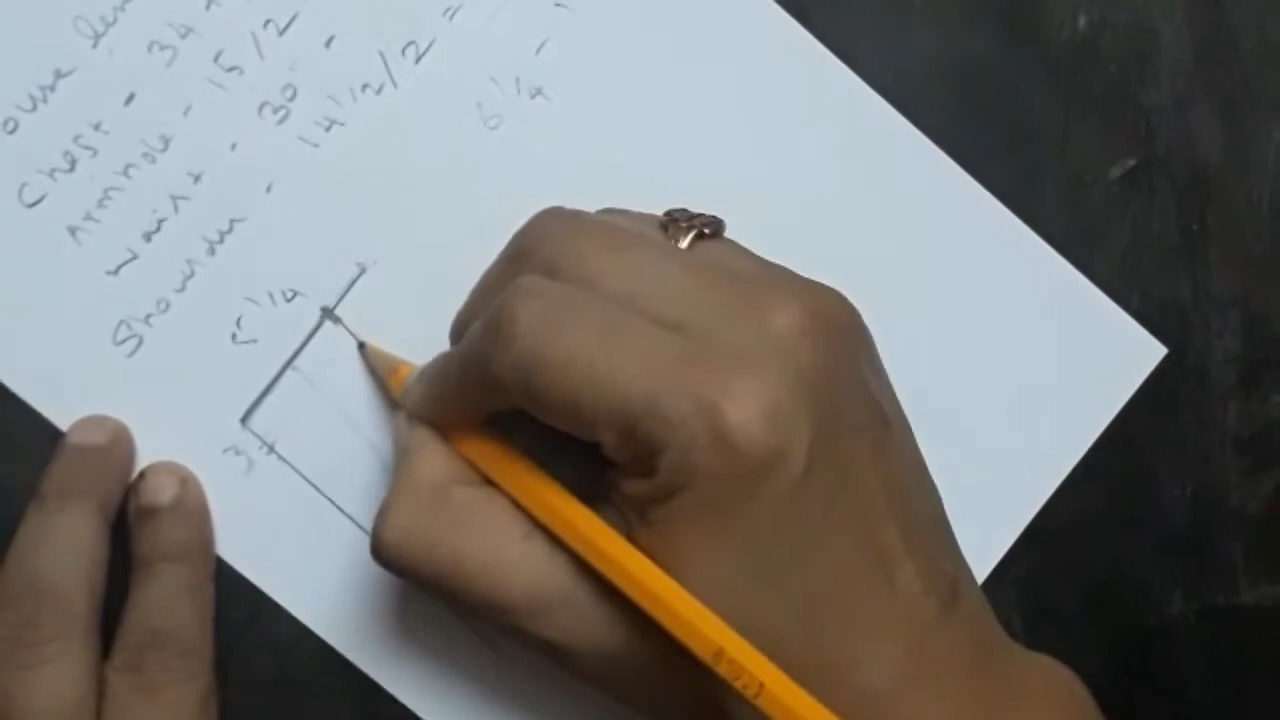 ouse len
Chest - 34 +
Armhole - 15/2
waist - 30 -
Shoulder - 14 1/2/2 =
6 1/4 -
5 1/4
3